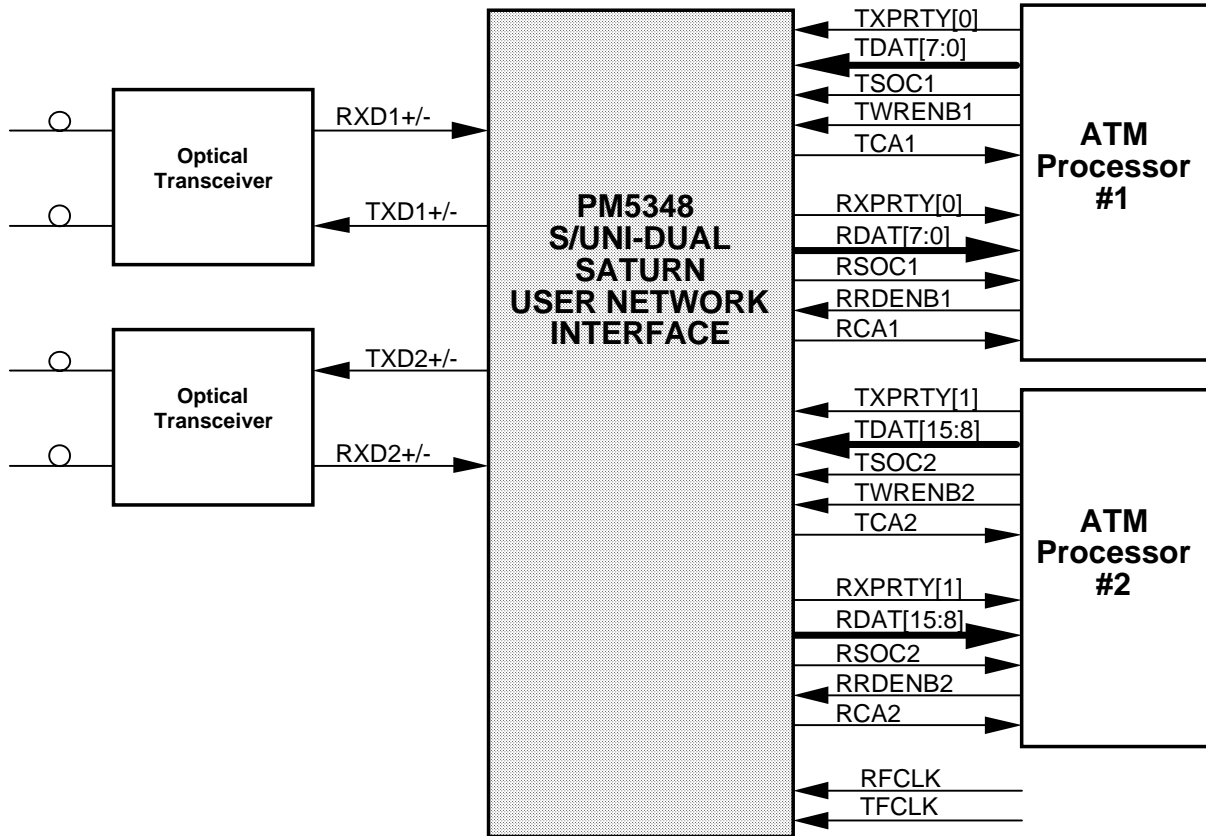 Optical
Transceiver
RXD1+/-
TXD1+/-
Optical
Transceiver
TXD2+/-
RXD2+/-
PM5348
S/UNI-DUAL
SATURN
USER NETWORK
INTERFACE
TXPRTY[0]
TDAT[7:0]
TSOC1
TWRENB1
TCA1
RXPRTY[0]
RDAT[7:0]
RSOC1
RRDENB1
RCA1
ATM
Processor
#1
TXPRTY[1]
TDAT[15:8]
TSOC2
TWRENB2
TCA2
RXPRTY[1]
RDAT[15:8]
RSOC2
RRDENB2
RCA2
ATM
Processor
#2
RFCLK
TFCLK